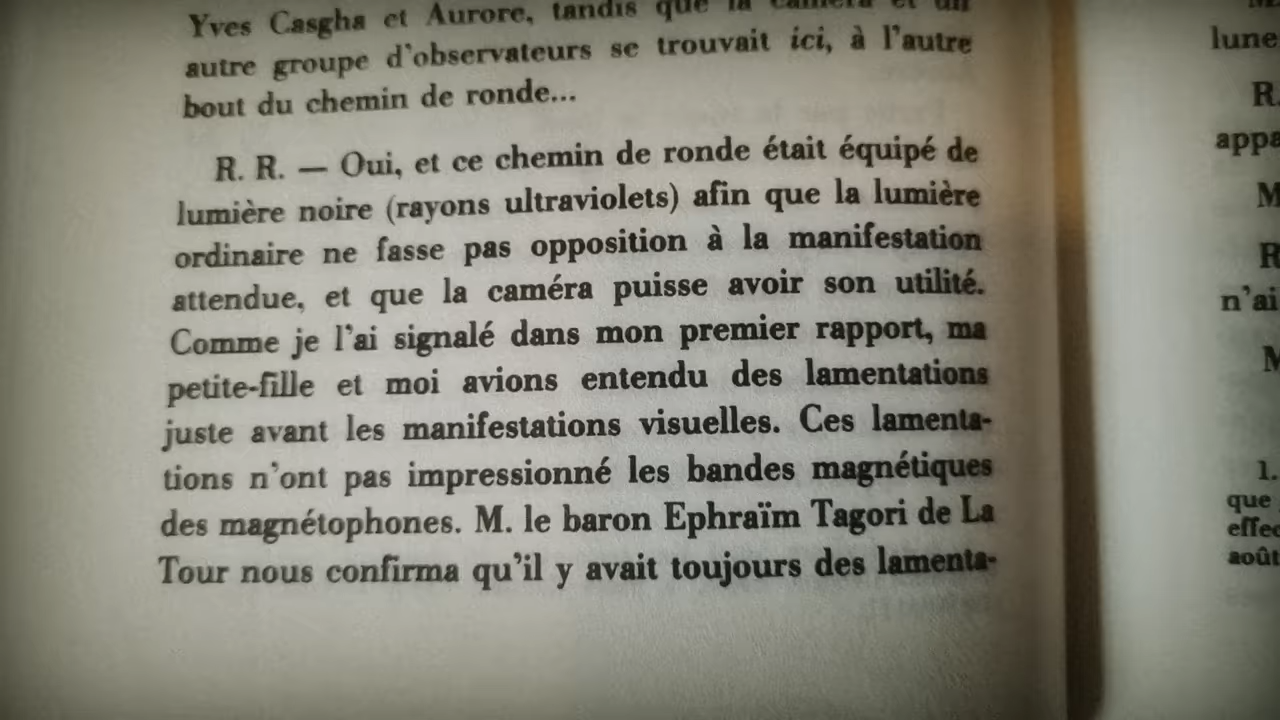 Yves Casgha et Aurore, tandis que la caméra et un
autre groupe d'observateurs se trouvait ici, à l'autre
bout du chemin de ronde...
R. R. — Oui, et ce chemin de ronde était équipé de
lumière noire (rayons ultraviolets) afin que la lumière
ordinaire ne fasse pas opposition à la manifestation
attendue, et que la caméra puisse avoir son utilité.
Comme je l'ai signalé dans mon premier rapport, ma
petite-fille et moi avions entendu des lamentations
juste avant les manifestations visuelles. Ces lamenta-
tions n'ont pas impressionné les bandes magnétiques
des magnétophones. M. le baron Ephraïm Tagori de La
Tour nous confirma qu'il y avait toujours des lamenta-
lune
R.
appa
M
R
n'ai
M
1.
que
effec
août